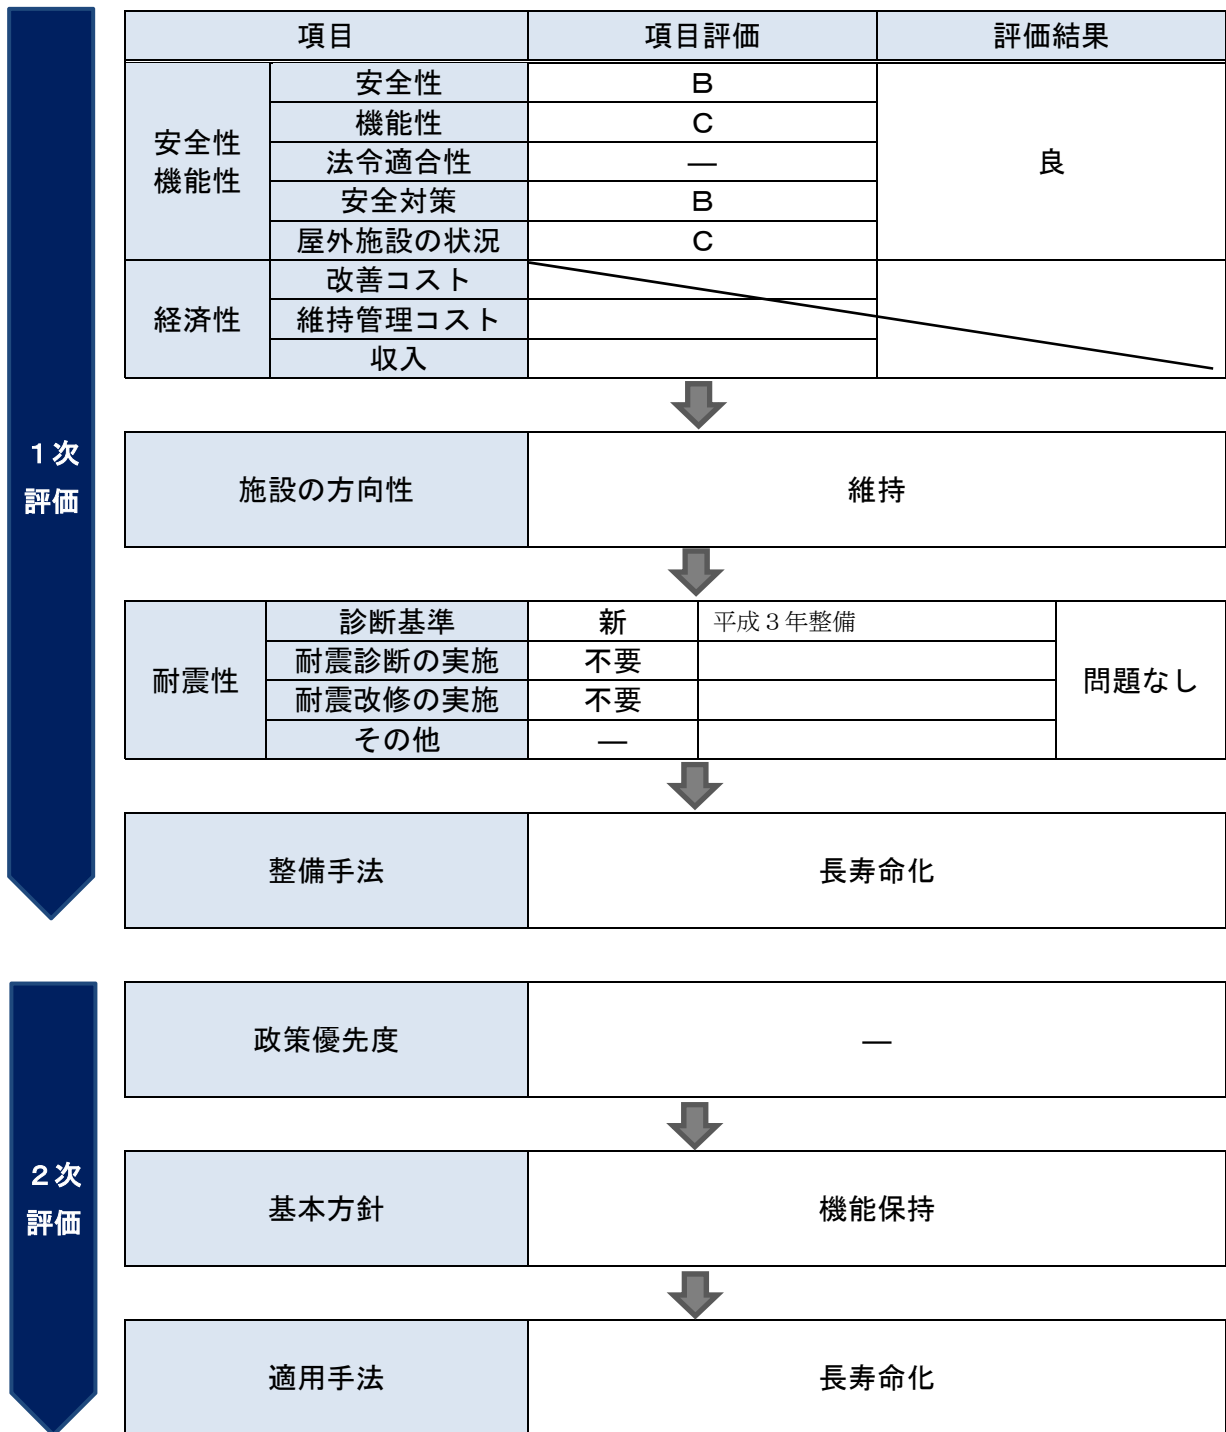 項目 項目評価 評価結果
安全性
機能性
安全性 B
機能性 C
法令適合性 ―
安全対策 B
屋外施設の状況 C
良
経済性
改善コスト
維持管理コスト
収入
1次
評価
施設の方向性 維持
耐震性
診断基準 新 平成3年整備
耐震診断の実施 不要
耐震改修の実施 不要
その他 ―
問題なし
整備手法 長寿命化
2次
評価
政策優先度 ―
基本方針 機能保持
適用手法 長寿命化